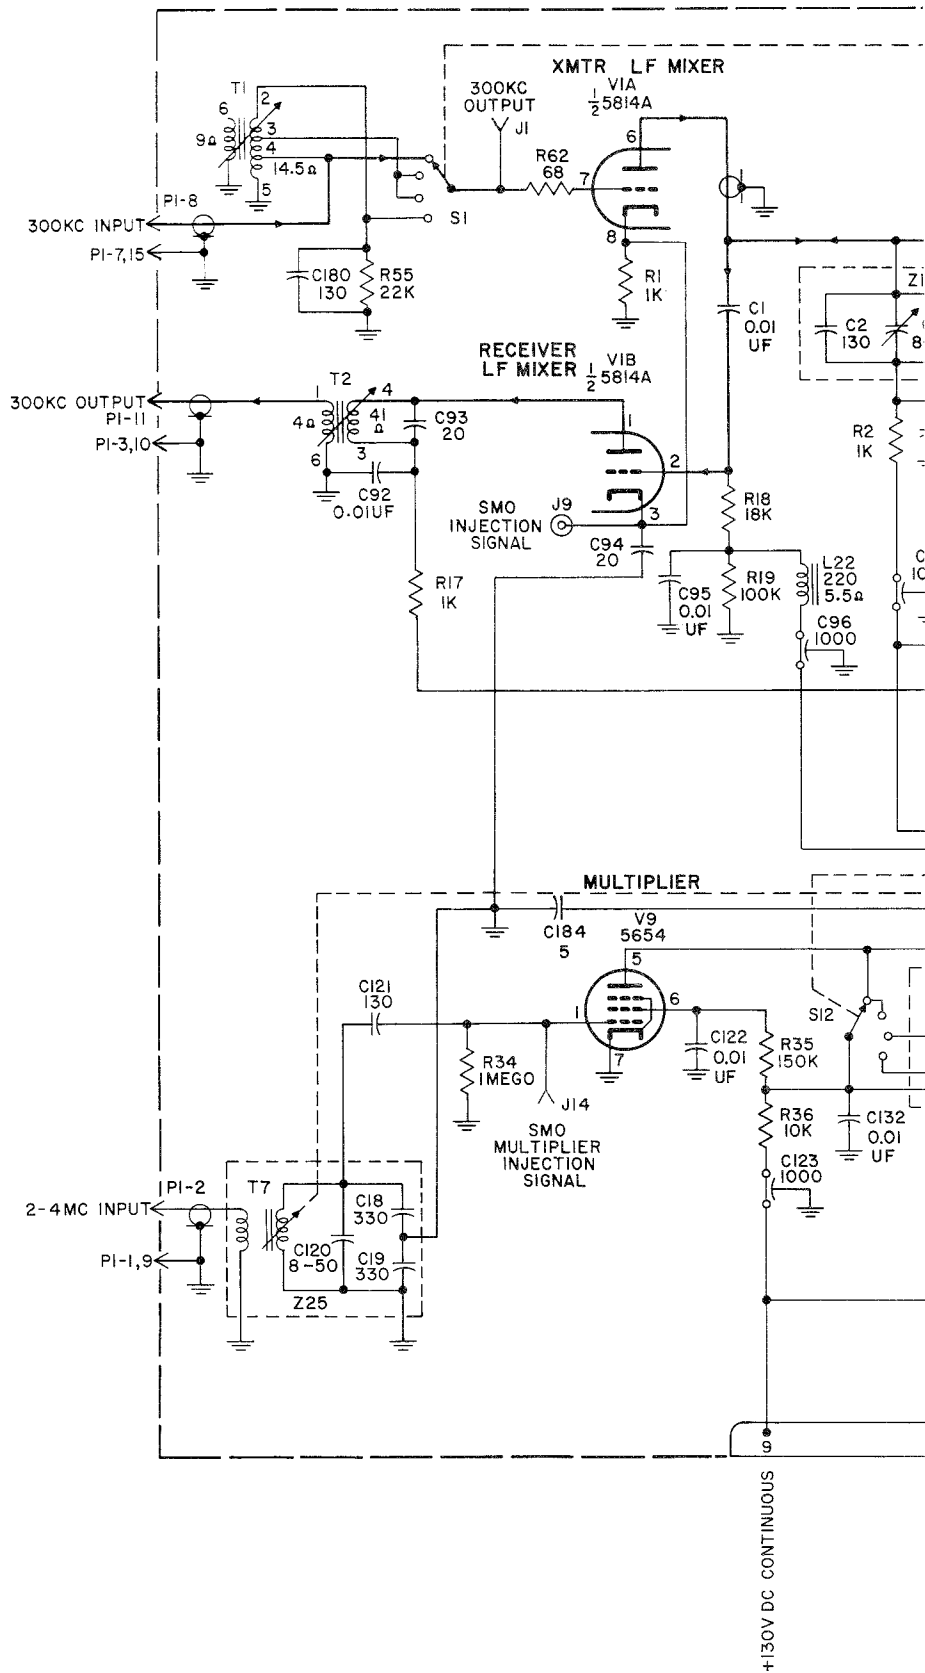 XMTR LF MIXER
V1A
½ 5814A
300KC
OUTPUT
J1
T1
6
2
3
4
5
9Ω
14.5Ω
R62
68
6
7
8
S1
P1-8
300KC INPUT
P1-7,15
C180
130
R55
22K
R1
1K
C1
0.01
UF
Z1
C2
130
8
RECEIVER
LF MIXER
V1B
½ 5814A
300KC OUTPUT
P1-11
P1-3,10
T2
1
4
4Ω
41
Ω
6
3
C93
20
C92
0.01UF
1
2
3
R2
1K
SMO
INJECTION
SIGNAL
J9
C94
20
R18
18K
R17
1K
C95
0.01
UF
R19
100K
L22
220
5.5Ω
C96
1000
C
10
MULTIPLIER
C184
5
V9
5654
5
1
6
7
C121
130
S12
R34
1MEGO
J14
SMO
MULTIPLIER
INJECTION
SIGNAL
C122
0.01
UF
R35
150K
R36
10K
C132
0.01
UF
C123
1000
P1-2
2-4MC INPUT
P1-1,9
T7
C18
330
C120
8-50
C19
330
Z25
9
+130V DC CONTINUOUS